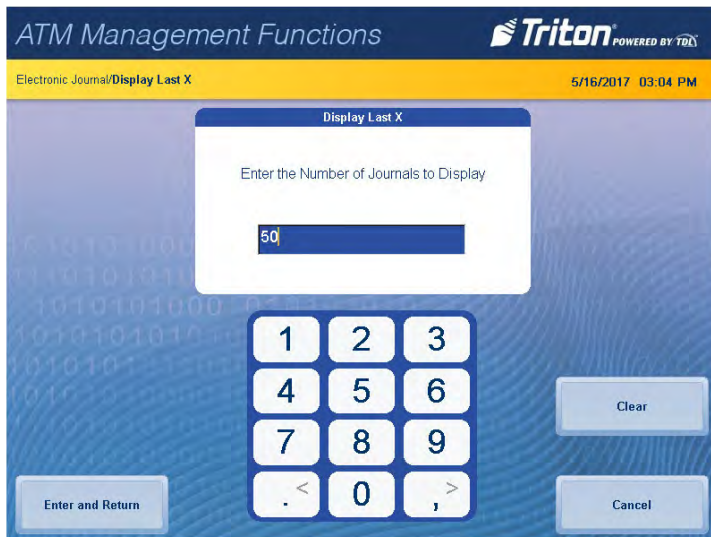 ATM Management Functions
Triton POWERED BY TDL
Electronic Journal/Display Last X
5/16/2017 03:04 PM
Display Last X
Enter the Number of Journals to Display
50
1 2 3
4 5 6
7 8 9
.< 0 ,>
Clear
Enter and Return
Cancel